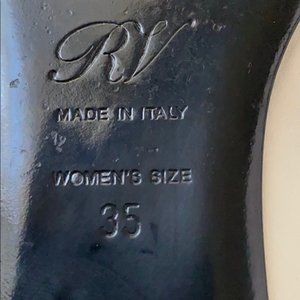 RV
MADE IN ITALY
WOMEN'S SIZE
35